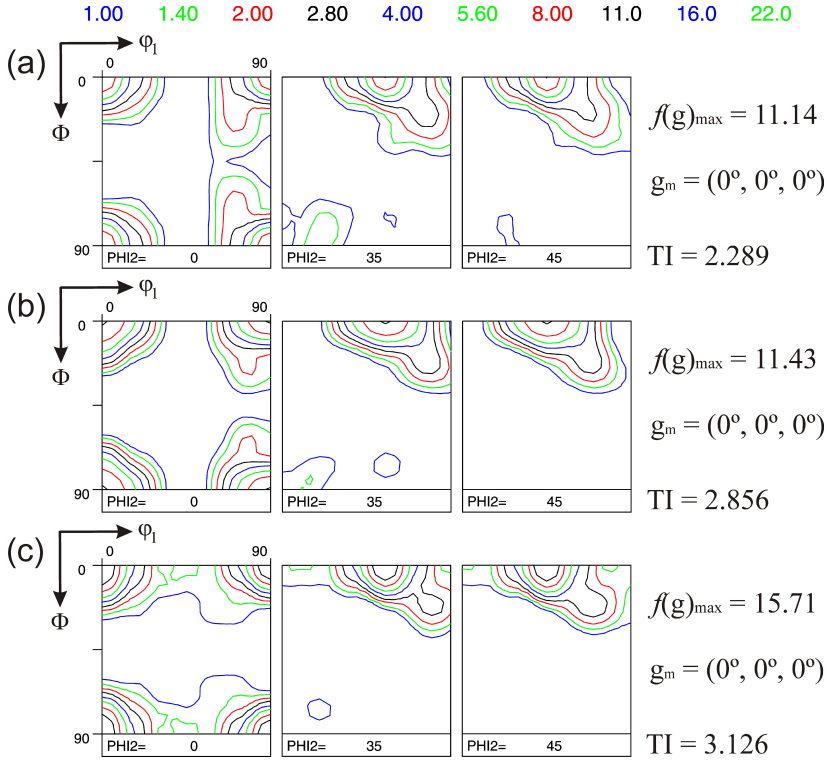 1.00 1.40 2.00 2.80 4.00 5.60 8.00 11.0 16.0 22.0
(a) φ1
0 90
0
Φ
90
PHI2= 0 PHI2= 35 PHI2= 45
f(g)max = 11.14
gm = (0º, 0º, 0º)
TI = 2.289
(b) φ1
0 90
0
Φ
90
PHI2= 0 PHI2= 35 PHI2= 45
f(g)max = 11.43
gm = (0º, 0º, 0º)
TI = 2.856
(c) φ1
0 90
0
Φ
90
PHI2= 0 PHI2= 35 PHI2= 45
f(g)max = 15.71
gm = (0º, 0º, 0º)
TI = 3.126